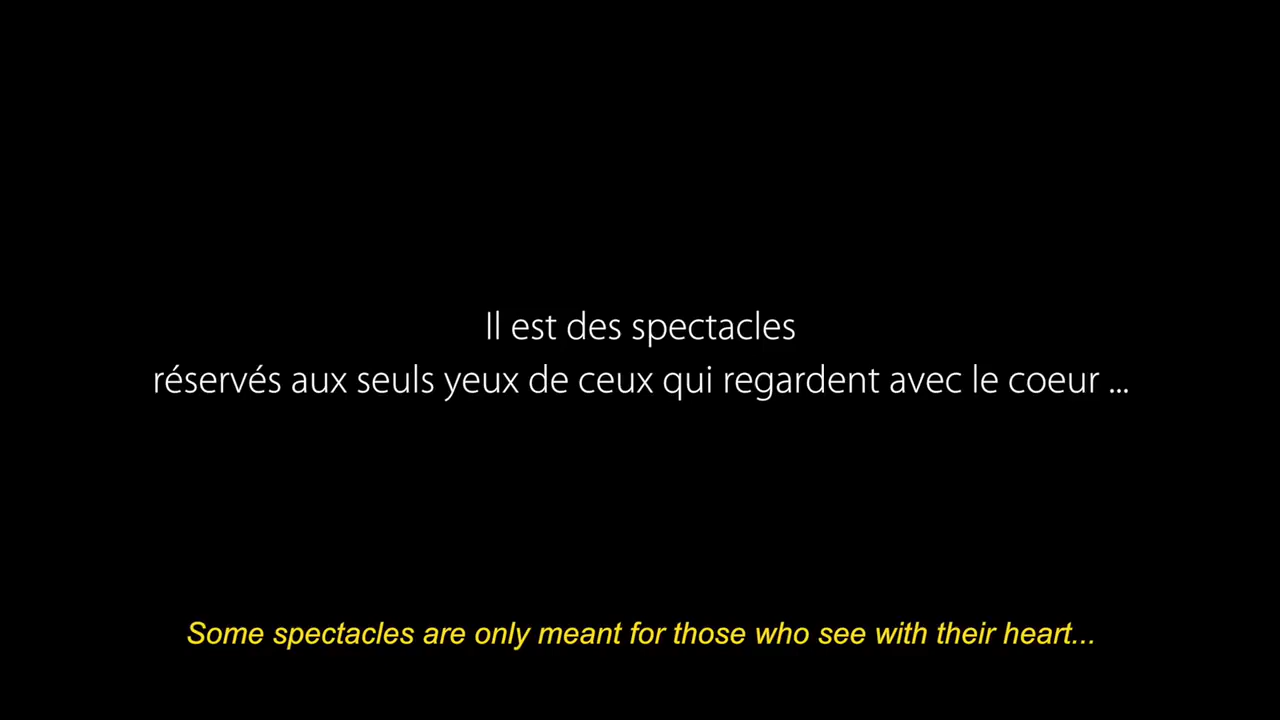 Il est des spectacles
réservés aux seuls yeux de ceux qui regardent avec le coeur ...
Some spectacles are only meant for those who see with their heart...